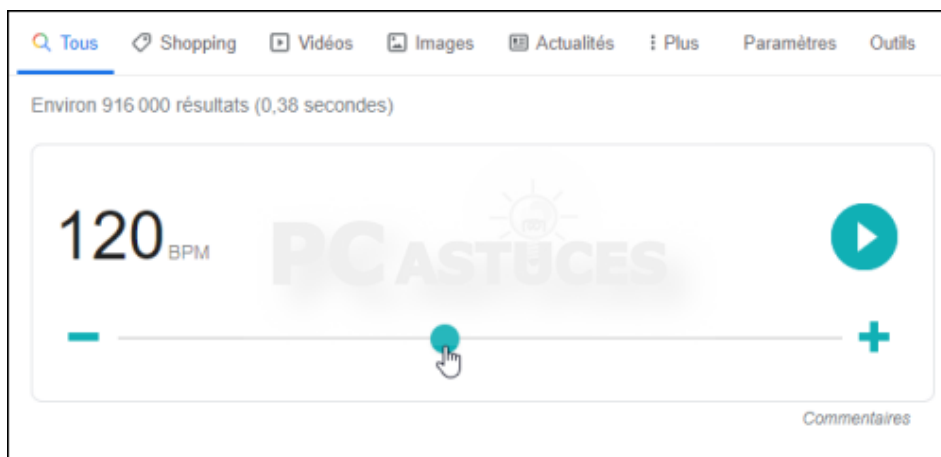 Tous Shopping Vidéos Images Actualités Plus Paramètres Outils
Environ 916 000 résultats (0,38 secondes)
PC ASTUCES
120 BPM
Commentaires